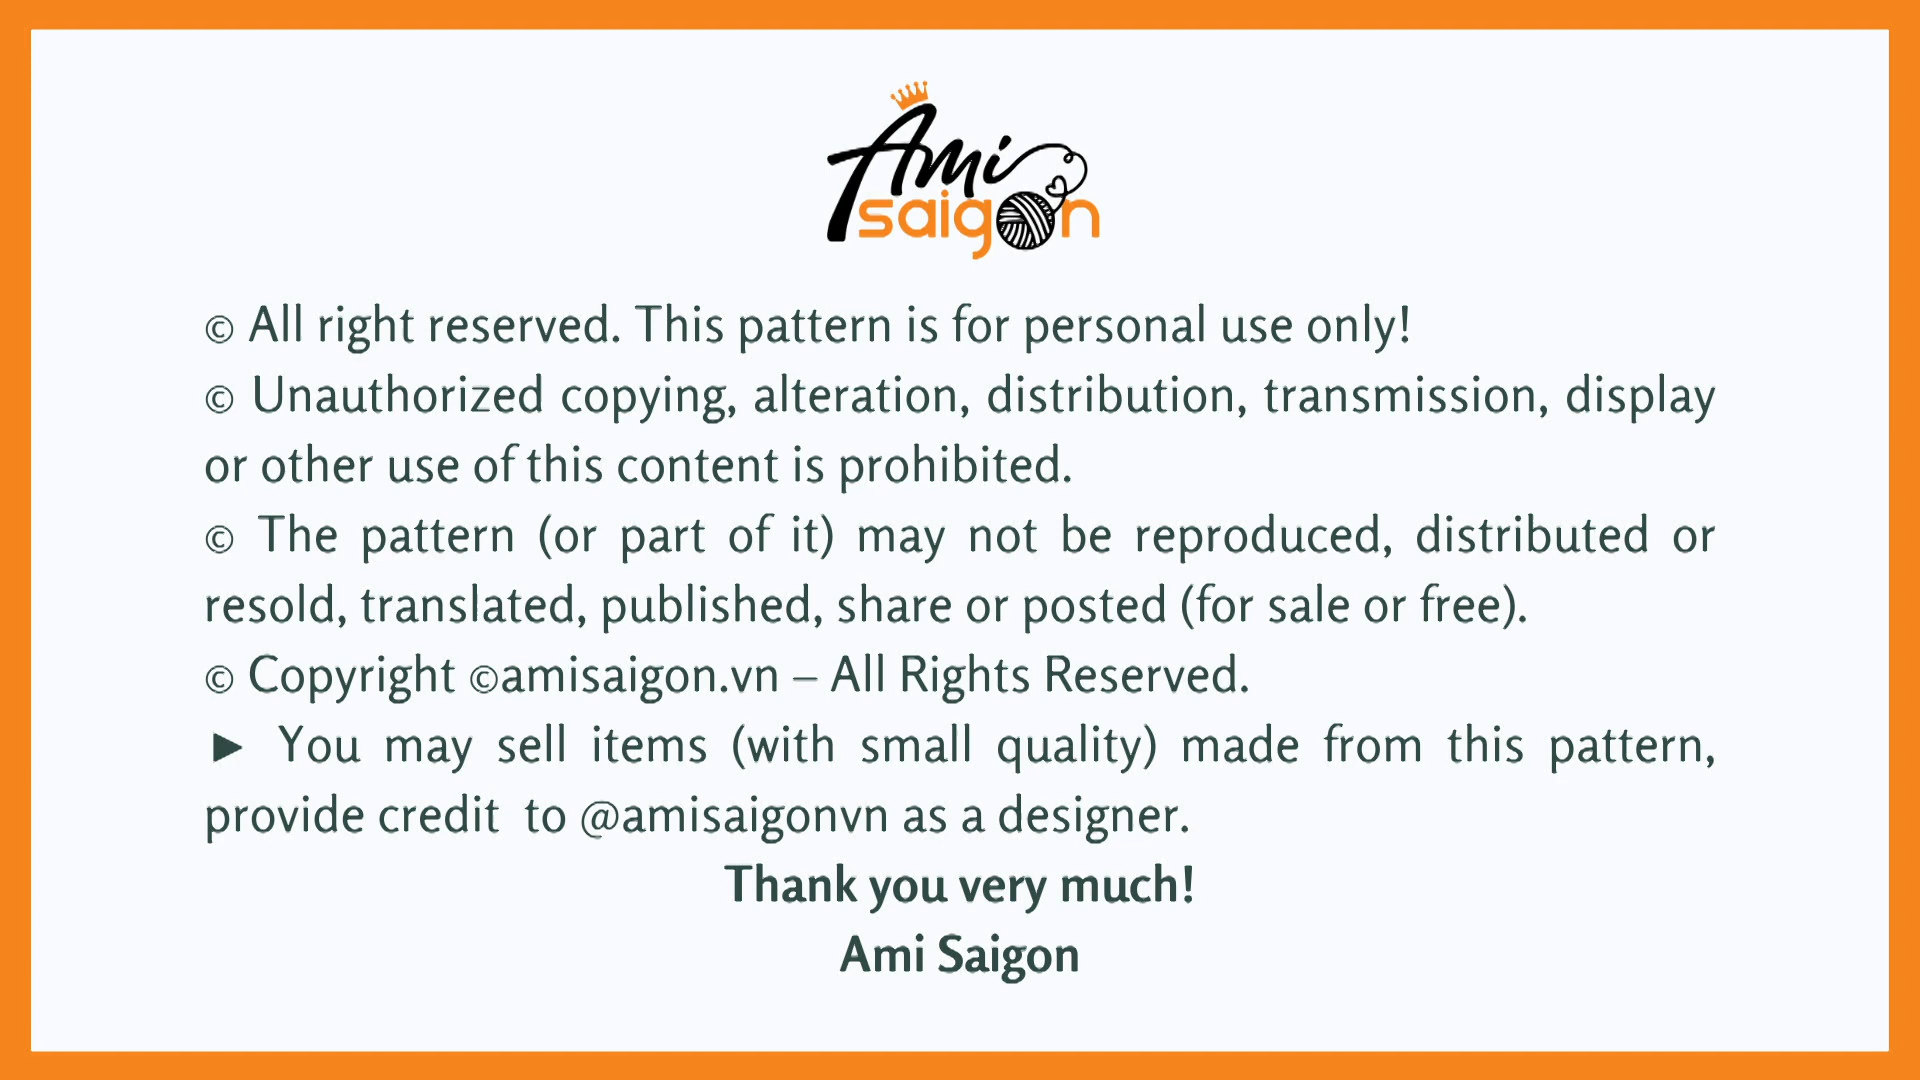 Ami
saigon
© All right reserved. This pattern is for personal use only!
© Unauthorized copying, alteration, distribution, transmission, display
or other use of this content is prohibited.
© The pattern (or part of it) may not be reproduced, distributed or
resold, translated, published, share or posted (for sale or free).
© Copyright ©amisaigon.vn – All Rights Reserved.
► You may sell items (with small quality) made from this pattern,
provide credit  to @amisaigonvn as a designer.
Thank you very much!
Ami Saigon